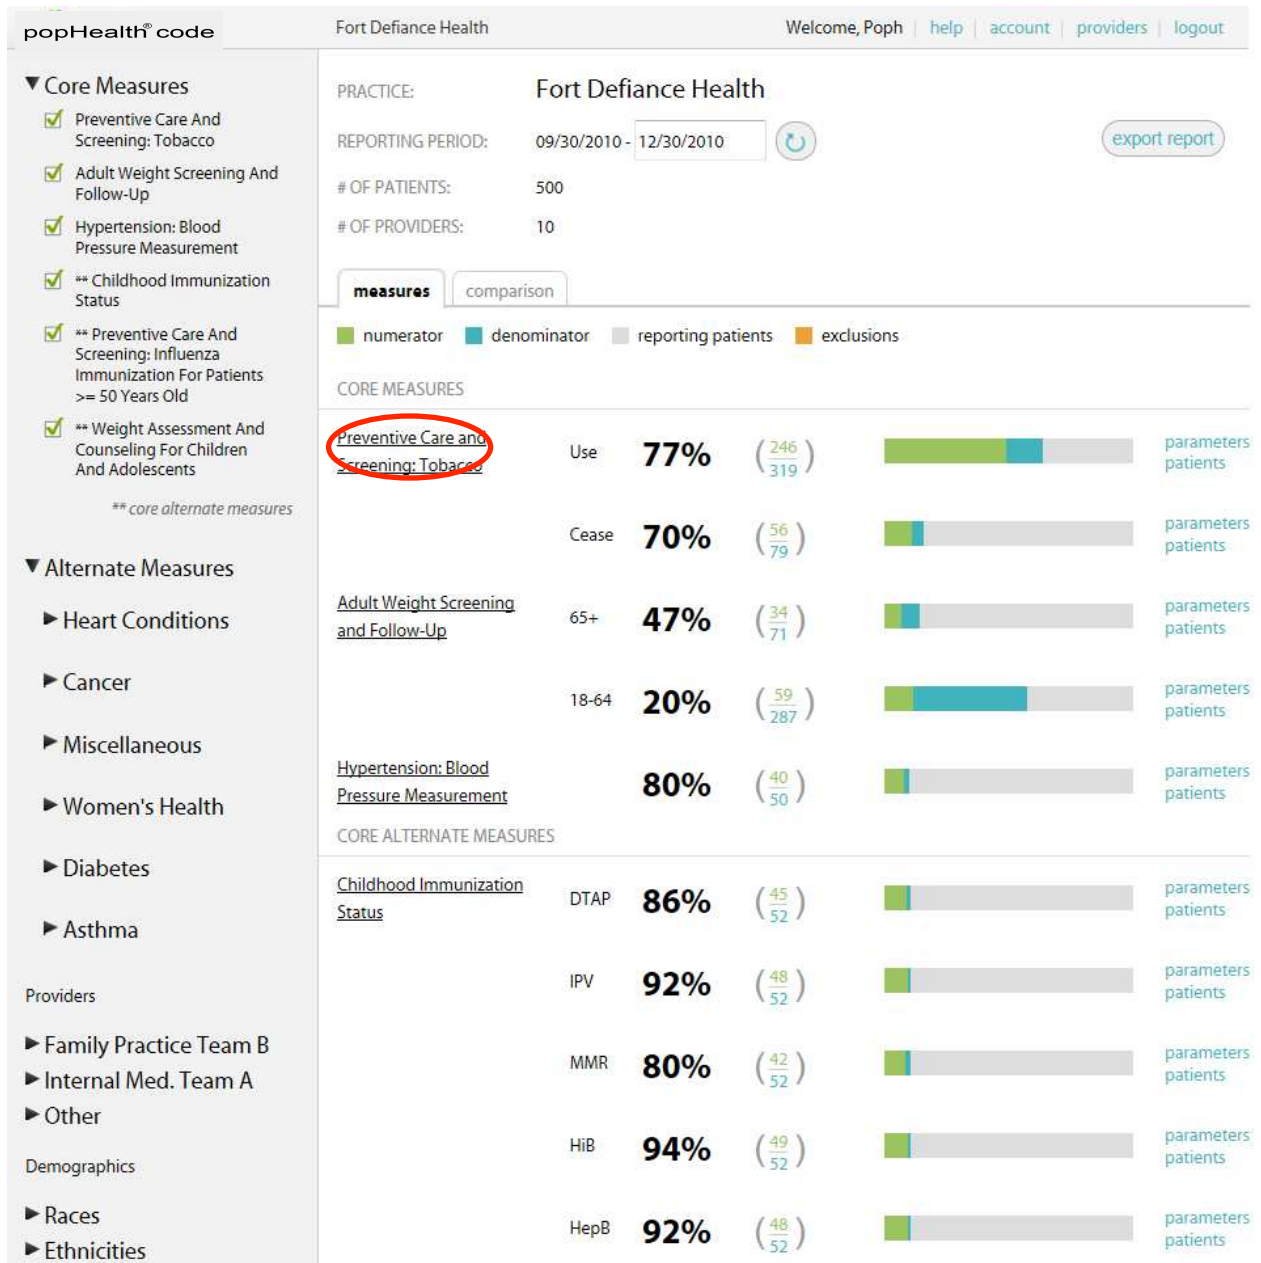 popHealth® code
Fort Defiance Health
Welcome, Poph | help | account | providers | logout
▼ Core Measures
Preventive Care And
Screening: Tobacco
Adult Weight Screening And
Follow-Up
Hypertension: Blood
Pressure Measurement
** Childhood Immunization
Status
** Preventive Care And
Screening: Influenza
Immunization For Patients
>= 50 Years Old
** Weight Assessment And
Counseling For Children
And Adolescents
** core alternate measures
▼ Alternate Measures
► Heart Conditions
► Cancer
► Miscellaneous
► Women's Health
► Diabetes
► Asthma
Providers
► Family Practice Team B
► Internal Med. Team A
► Other
Demographics
► Races
► Ethnicities
PRACTICE: Fort Defiance Health
REPORTING PERIOD: 09/30/2010 - 12/30/2010
export report
# OF PATIENTS: 500
# OF PROVIDERS: 10
measures comparison
numerator denominator reporting patients exclusions
CORE MEASURES
Preventive Care and
Screening: Tobacco
Use 77% (246/319) parameters
patients
Cease 70% (56/79) parameters
patients
Adult Weight Screening
and Follow-Up
65+ 47% (34/71) parameters
patients
18-64 20% (59/287) parameters
patients
Hypertension: Blood
Pressure Measurement
80% (40/50) parameters
patients
CORE ALTERNATE MEASURES
Childhood Immunization
Status
DTAP 86% (45/52) parameters
patients
IPV 92% (48/52) parameters
patients
MMR 80% (42/52) parameters
patients
HiB 94% (49/52) parameters
patients
HepB 92% (48/52) parameters
patients